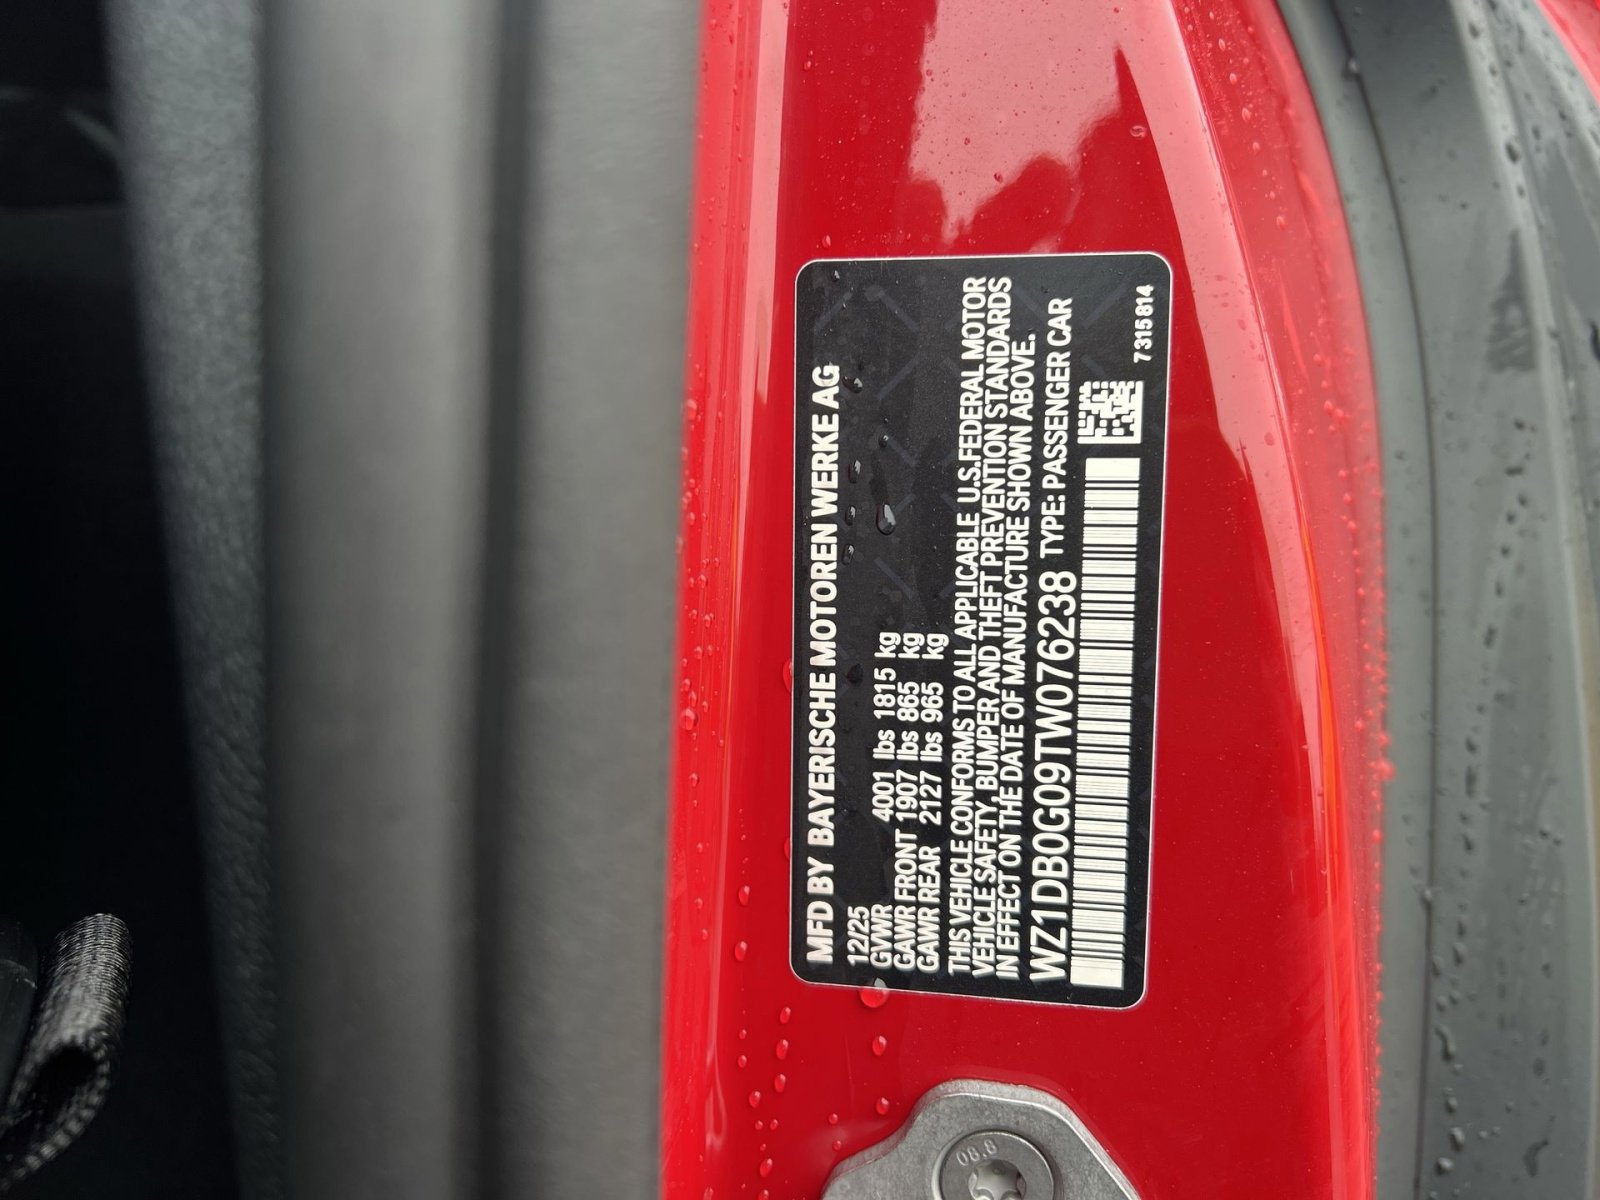 MFD BY BAYERISCHE MOTOREN WERKE AG
12/25
GVWR 4001 lbs 1815 kg
GAWR FRONT 1907 lbs 865 kg
GAWR REAR 2127 lbs 965 kg
THIS VEHICLE CONFORMS TO ALL APPLICABLE U.S.FEDERAL MOTOR
VEHICLE SAFETY, BUMPER AND THEFT PREVENTION STANDARDS
IN EFFECT ON THE DATE OF MANUFACTURE SHOWN ABOVE.
WZ1DB0G09TW076238 TYPE: PASSENGER CAR
7315814
08.8